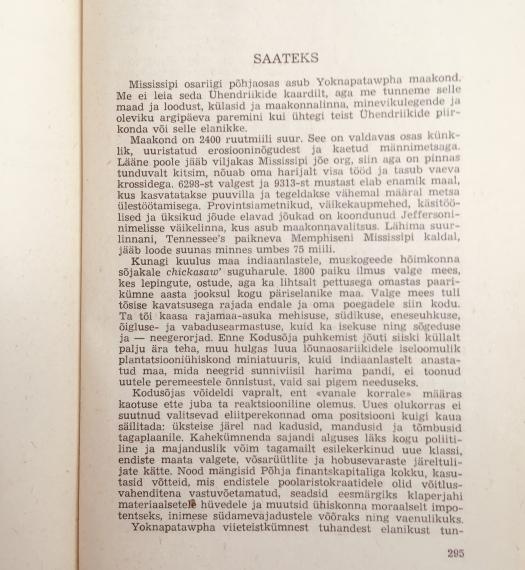 SAATEKS
Mississipi osariigi põhjaosas asub Yoknapatawpha maakond.
Me ei leia seda Ühendriikide kaardilt, aga me tunneme selle
maad ja loodust, külasid ja maakonnalinna, minevikulegende ja
oleviku argipäeva paremini kui ühtegi teist Ühendriikide piir-
konda või selle elanikke.
Maakond on 2400 ruutmiili suur. See on valdavas osas künk-
lik, uuristatud erosiooninõgudest ja kaetud männimetsaga.
Lääne poole jääb viljakas Mississipi jõe org, siin aga on pinnas
tunduvalt kitsim, nõuab oma harijalt visa tööd ja tasub vaeva
krossidega. 6298-st valgest ja 9313-st mustast elab enamik maal,
kus kasvatatakse puuvilla ja tegeldakse vähemal määral metsa
ülestöötamisega. Provintsiametnikud, väikekaupmehed, käsitöö-
lised ja üksikud jõude elavad jõukad on koondunud Jeffersoni-
nimelisse väikelinna, kus asub maakonnavalitsus. Lähima suur-
linnani, Tennessee's paikneva Memphiseni Mississipi kaldal,
jääb loode suunas minnes umbes 75 miili.
Kunagi kuulus maa indiaanlastele, muskogeede hõimkonna
sõjakale chickasaw' suguharule. 1800 paiku ilmus valge mees,
kes lepingute, ostude, aga ka lihtsalt pettusega omastas paari-
kümne aasta jooksul kogu päriselanike maa. Valge mees tuli
tõsise kavatsusega rajada endale ja oma poegadele siin kodu.
Ta tõi kaasa rajamaa-asuka mehisuse, südikuse, eneseuhkuse,
õigluse- ja vabadusearmastuse, kuid ka isekuse ning sõgeduse
ja — neegerorjad. Enne Kodusõja puhkemist jõuti siiski küllalt
palju ära teha, muu hulgas luua lõunaosariikidele iseloomulik
plantatsiooniühiskond miniatuuris, kuid indiaanlastelt anasta-
tud maa, mida neegrid sunniviisil harima pandi, ei toonud
uutele peremeestele õnnistust, vaid sai pigem needuseks.
Kodusõjas võideldi vapralt, ent «vanale korrale» määras
kaotuse ette juba ta reaktsiooniline olemus. Uues olukorras ei
suutnud valitsevad eliitperekonnad oma positsiooni kuigi kaua
säilitada: üksteise järel nad kadusid, mandusid ja tõmbusid
tagaplaanile. Kahekümnenda sajandi alguses läks kogu poliiti-
line ja majanduslik võim tagamailt esilekerkinud uue klassi,
endiste maata valgete, võsarüütlite ja hobusevaraste järeltuli-
jate kätte. Nood mängisid Põhja finantskapitaliga kokku, kasu-
tasid võtteid, mis endistele poolaristokraatidele olid võitlus-
vahenditena vastuvõetamatud, seadsid eesmärgiks klaperjahi
materiaalsetele hüvedele ja muutsid ühiskonna moraalselt impo-
tentseks, inimese südamevajadustele võõraks ning vaenulikuks.
Yoknapatawpha viieteistkümnest tuhandest elanikust tun-
295